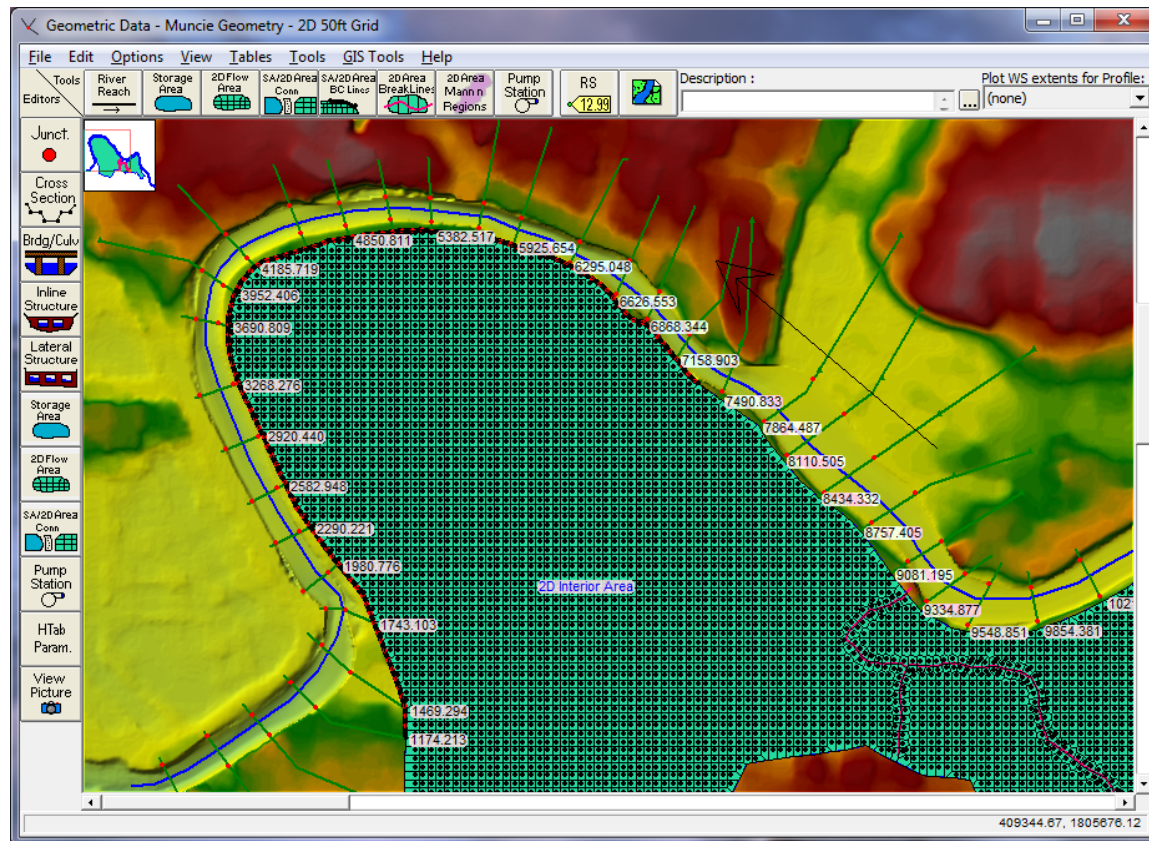 Geometric Data - Muncie Geometry - 2D 50ft Grid
File Edit Options View Tables Tools GIS Tools Help
Tools
Editors
River
Reach
Storage
Area
2D Flow
Area
SA/2D Area
Conn
SA/2D Area
BC Lines
2D Area
BreakLines
2D Area
Mann n
Regions
Pump
Station
RS
12.99
Description :
...
Plot WS extents for Profile:
(none)
Junct.
Cross
Section
Brdg/Culv
Inline
Structure
Lateral
Structure
Storage
Area
2D Flow
Area
SA/2D Area
Conn
Pump
Station
HTab
Param.
View
Picture
4850.811
5382.517
5925.654
4185.719
6295.048
3952.406
6626.553
3690.809
6868.344
7158.903
3268.276
7490.833
7864.487
2920.440
8110.505
2582.948
8434.332
2290.221
8757.405
1980.776
9081.195
2D Interior Area
9334.877
1021
1743.103
9548.851
9854.381
1469.294
1174.213
409344.67, 1805676.12